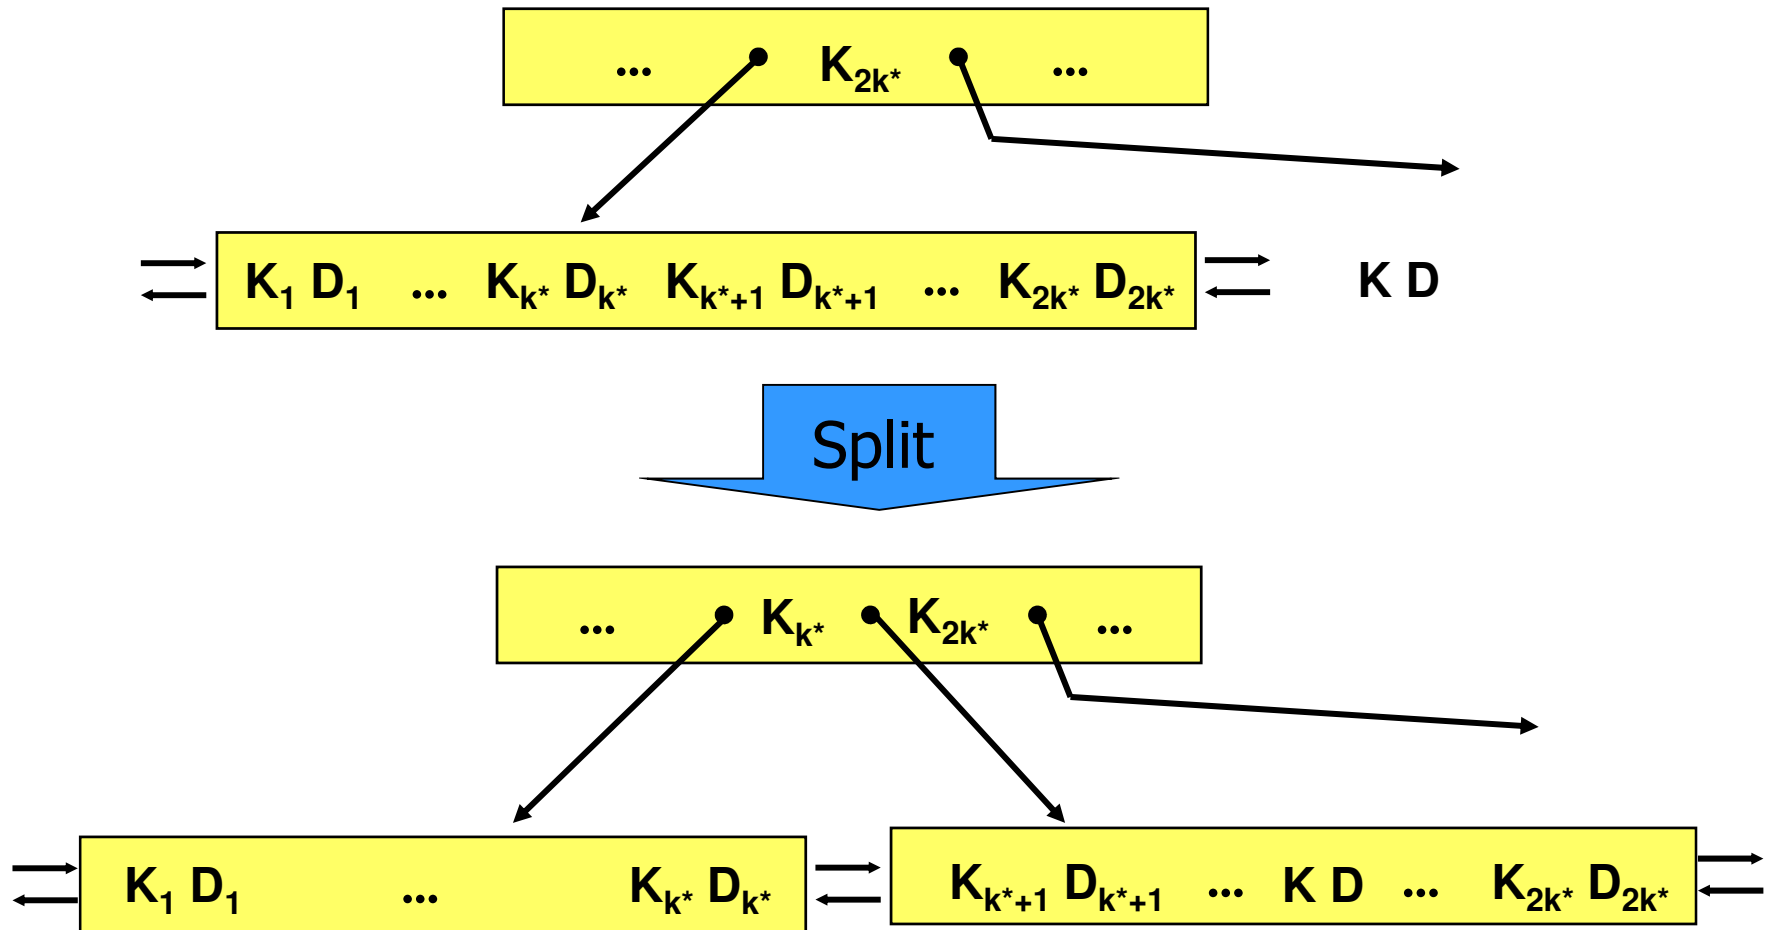 ... K₂ₖ* ...
K₁ D₁ ... Kₖ* Dₖ* Kₖ*₊₁ Dₖ*₊₁ ... K₂ₖ* D₂ₖ* K D
Split
... Kₖ* K₂ₖ* ...
K₁ D₁ ... Kₖ* Dₖ* Kₖ*₊₁ Dₖ*₊₁ ... K D ... K₂ₖ* D₂ₖ*